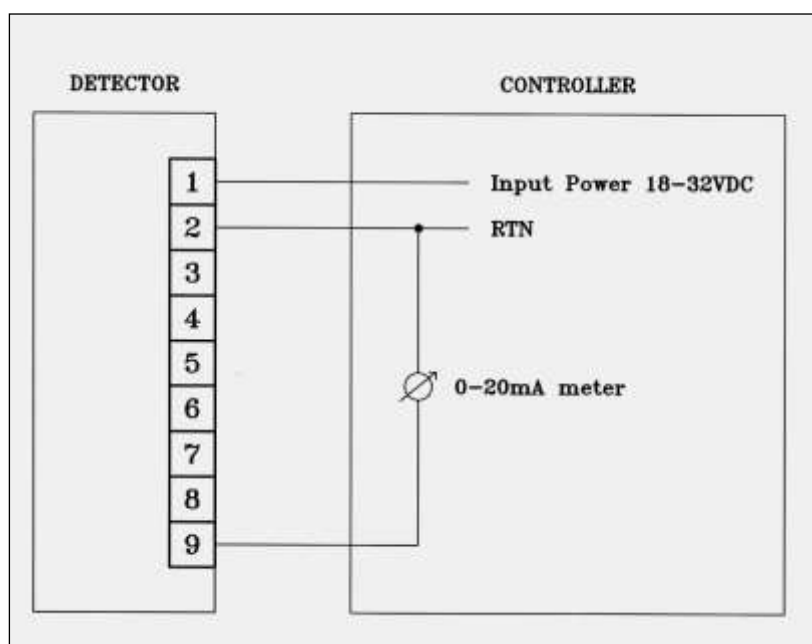 DETECTOR
CONTROLLER
1
Input Power 18-32VDC
2
RTN
3
4
5
0-20mA meter
6
7
8
9